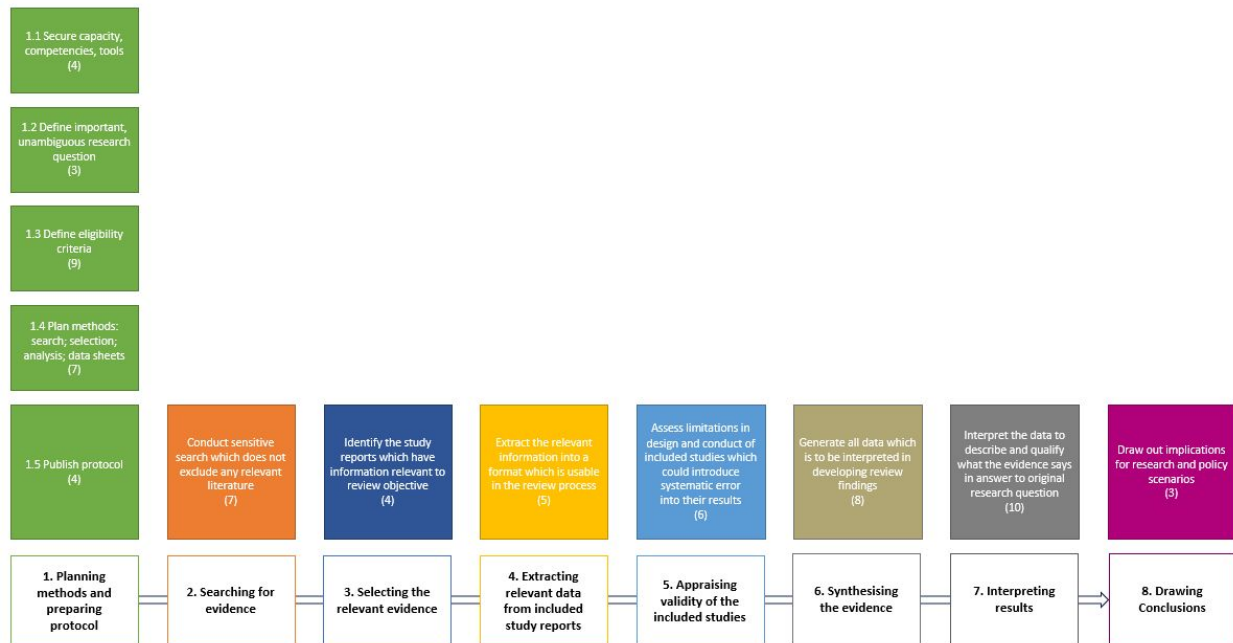 1.1 Secure capacity,
competencies, tools
(4)
1.2 Define important,
unambiguous research
question
(3)
1.3 Define eligibility
criteria
(9)
1.4 Plan methods:
search; selection;
analysis; data sheets
(7)
1.5 Publish protocol
(4)
Conduct sensitive
search which does not
exclude any relevant
literature
(7)
Identify the study
reports which have
information relevant to
review objective
(4)
Extract the relevant
information into a
format which is usable
in the review process
(5)
Assess limitations in
design and conduct of
included studies which
could introduce
systematic error
into their results
(6)
Generate all data which
is to be interpreted in
developing review
findings
(8)
Interpret the data to
describe and qualify
what the evidence says
in answer to original
research question
(10)
Draw out implications
for research and policy
scenarios
(3)
1. Planning
methods and
preparing
protocol
2. Searching for
evidence
3. Selecting the
relevant evidence
4. Extracting
relevant data
from included
study reports
5. Appraising
validity of the
included studies
6. Synthesising
the evidence
7. Interpreting
results
8. Drawing
Conclusions